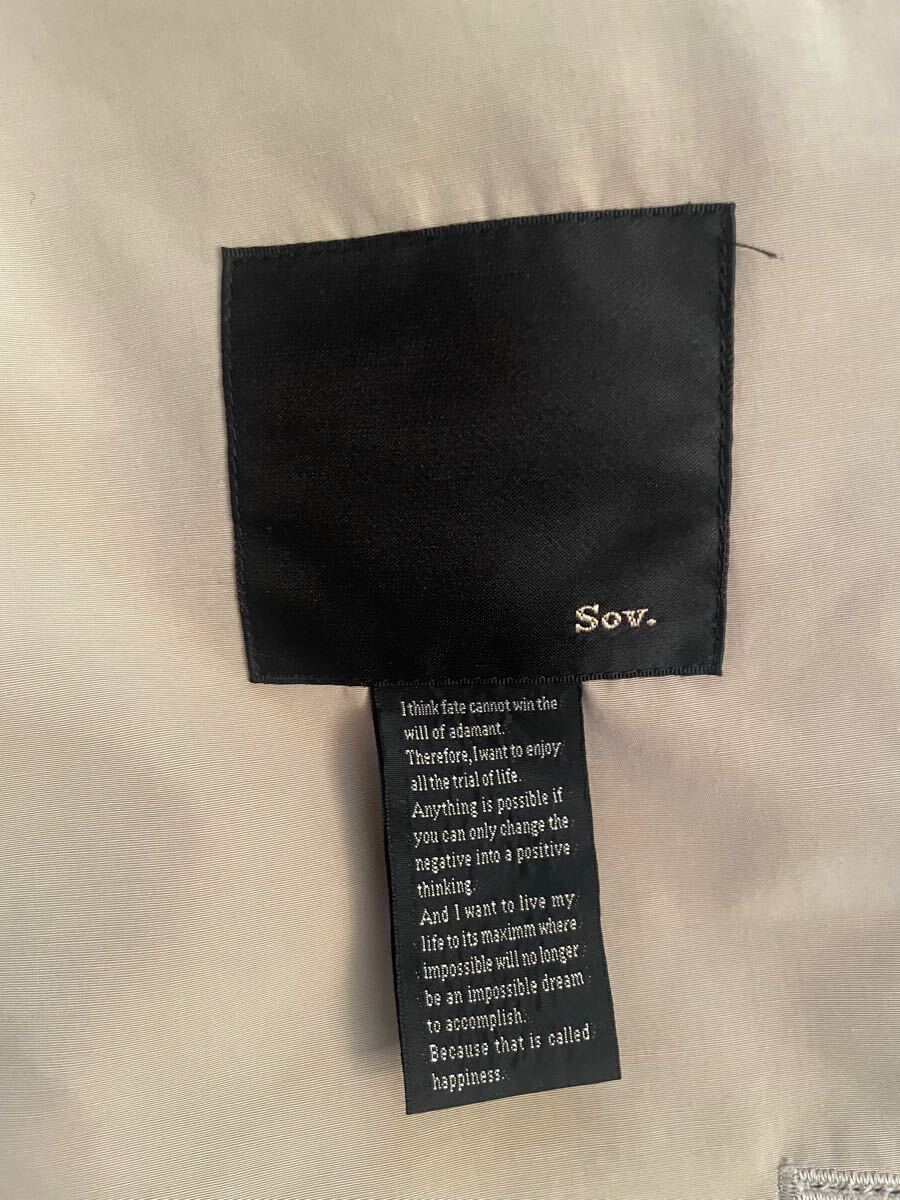 Sov.
I think fate cannot win the
will of adamant.
Therefore, I want to enjoy
all the trial of life.
Anything is possible if
you can only change the
negative into a positive
thinking.
And I want to live my
life to its maximm where
impossible will no longer
be an impossible dream
to accomplish.
Because that is called
happiness.